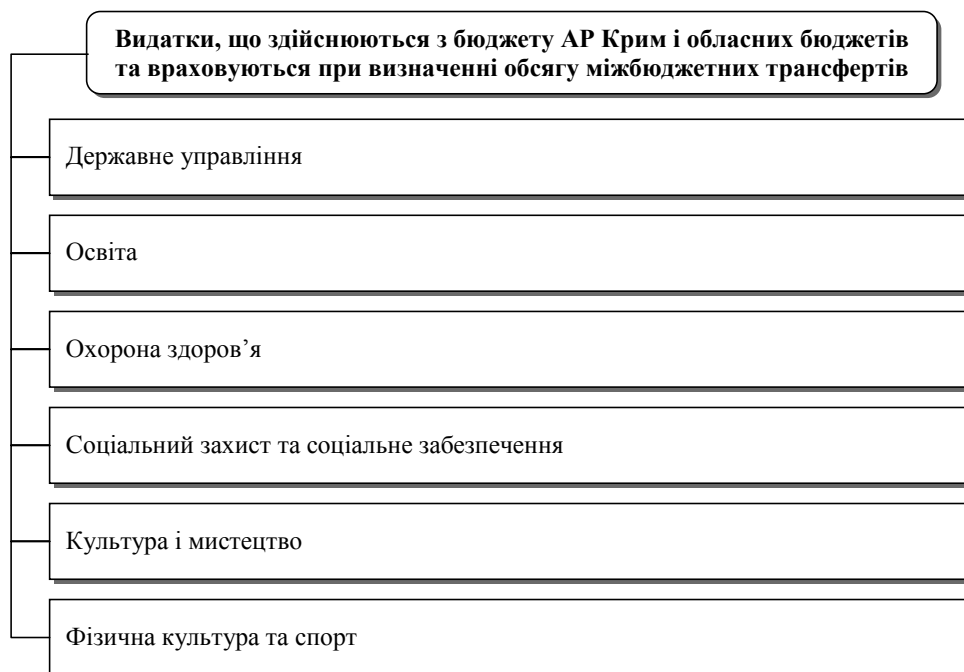 Видатки, що здійснюються з бюджету АР Крим і обласних бюджетів
та враховуються при визначенні обсягу міжбюджетних трансфертів
Державне управління
Освіта
Охорона здоров’я
Соціальний захист та соціальне забезпечення
Культура і мистецтво
Фізична культура та спорт